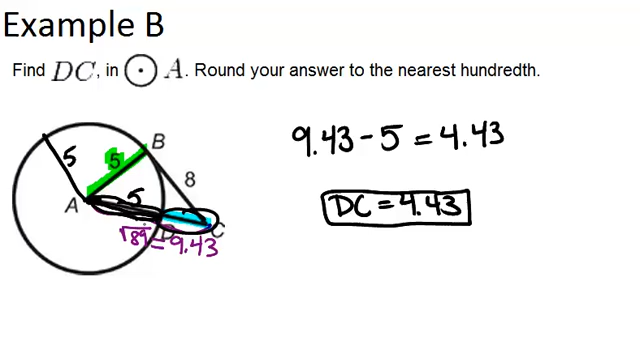 Example B
Find DC, in ⊙ A. Round your answer to the nearest hundredth.
9.43 - 5 = 4.43
DC = 4.43
B
5
5
8
5
A
D
C
√89 = 9.43